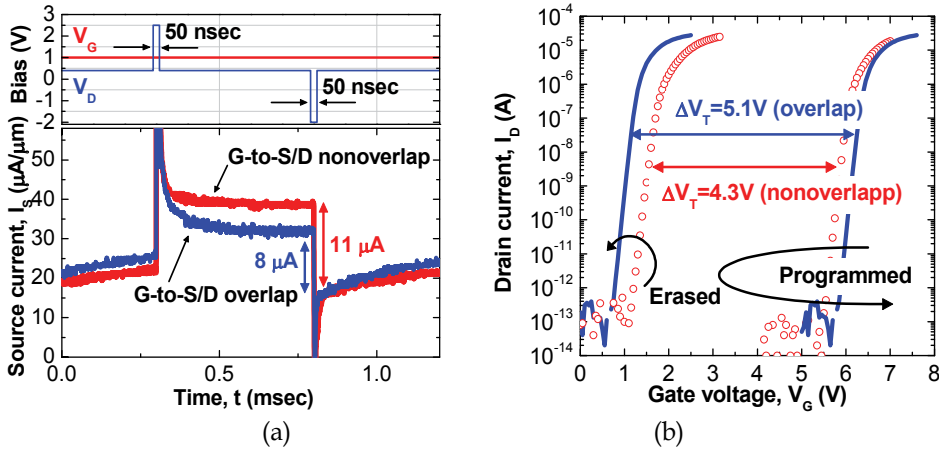 (a)
Bias (V)
3
2
1
0
-1
-2
V_G
V_D
50 nsec
50 nsec
Source current, I_S (μA/μm)
50
40
30
20
10
0
G-to-S/D nonoverlap
8 μA
11 μA
G-to-S/D overlap
0.0
0.5
1.0
Time, t (msec)
(a)
(b)
Drain current, I_D (A)
10^-4
10^-5
10^-6
10^-7
10^-8
10^-9
10^-10
10^-11
10^-12
10^-13
10^-14
ΔV_T=5.1V (overlap)
ΔV_T=4.3V (nonoverlapp)
Erased
Programmed
0 1 2 3 4 5 6 7 8
Gate voltage, V_G (V)
(b)